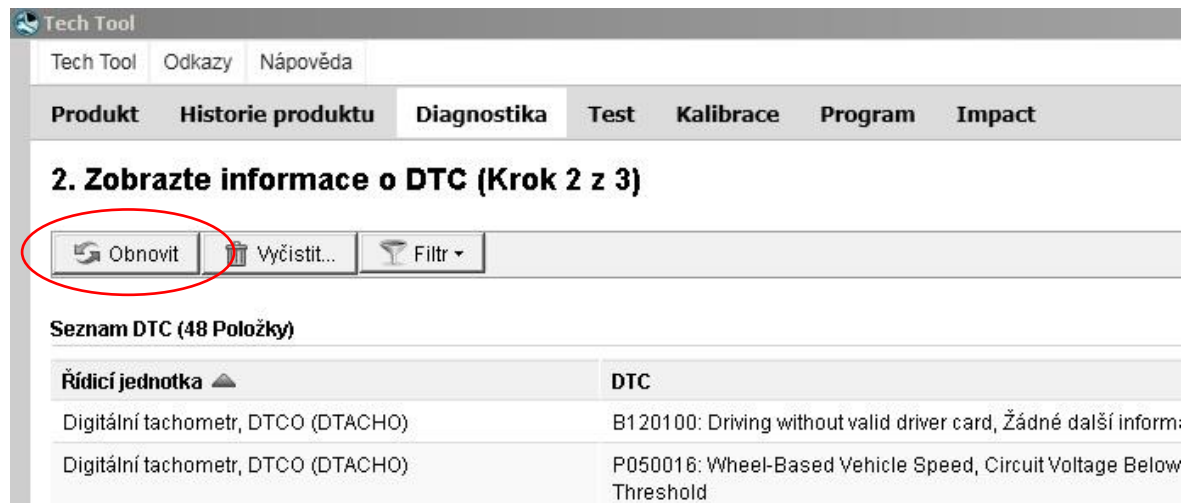 Tech Tool
Tech Tool Odkazy Nápověda
Produkt Historie produktu Diagnostika Test Kalibrace Program Impact
2. Zobrazte informace o DTC (Krok 2 z 3)
Obnovit Vyčistit... Filtr
Seznam DTC (48 Položky)
Řídicí jednotka DTC
Digitální tachometr, DTCO (DTACHO) B120100: Driving without valid driver card, Žádné další
Digitální tachometr, DTCO (DTACHO) P050016: Wheel-Based Vehicle Speed, Circuit Voltage Below
Threshold